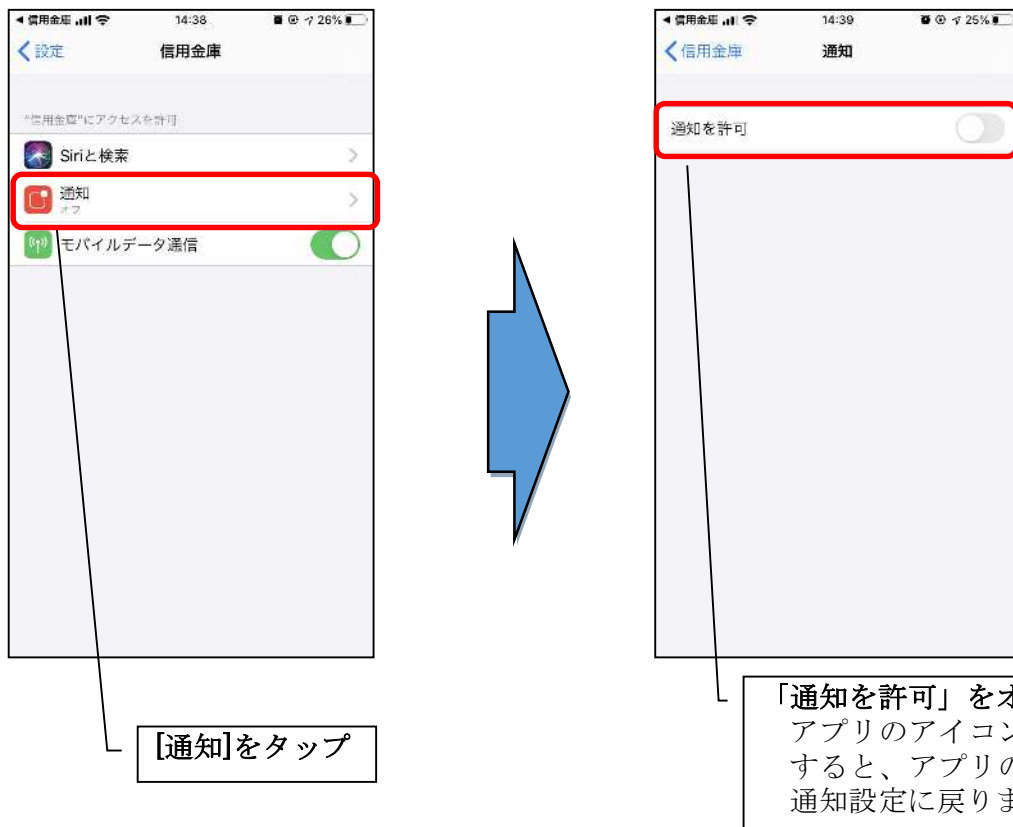 信用金庫 14:38 26%
設定 信用金庫
"信用金庫"にアクセスを許可
Siriと検索
通知
オフ
モバイルデータ通信
[通知]をタップ
信用金庫 14:39 25%
信用金庫 通知
通知を許可
「通知を許可」を
アプリのアイコン
すると、アプリの
通知設定に戻りま